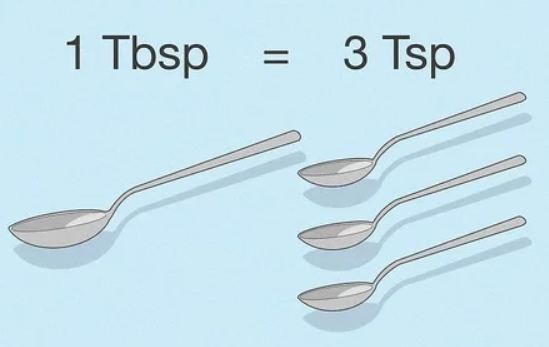 1 Tbsp = 3 Tsp